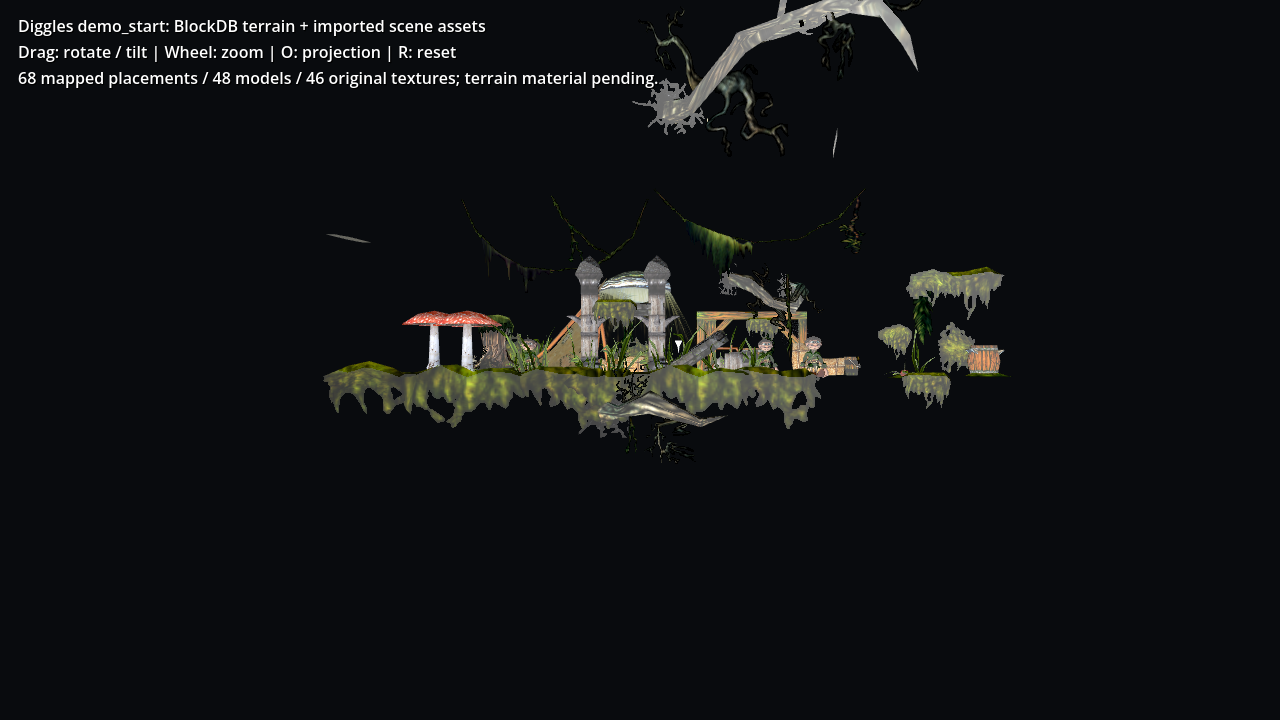 Diggles demo_start: BlockDB terrain + imported scene assets
Drag: rotate / tilt | Wheel: zoom | O: projection | R: reset
68 mapped placements / 48 models / 46 original textures; terrain material pending.